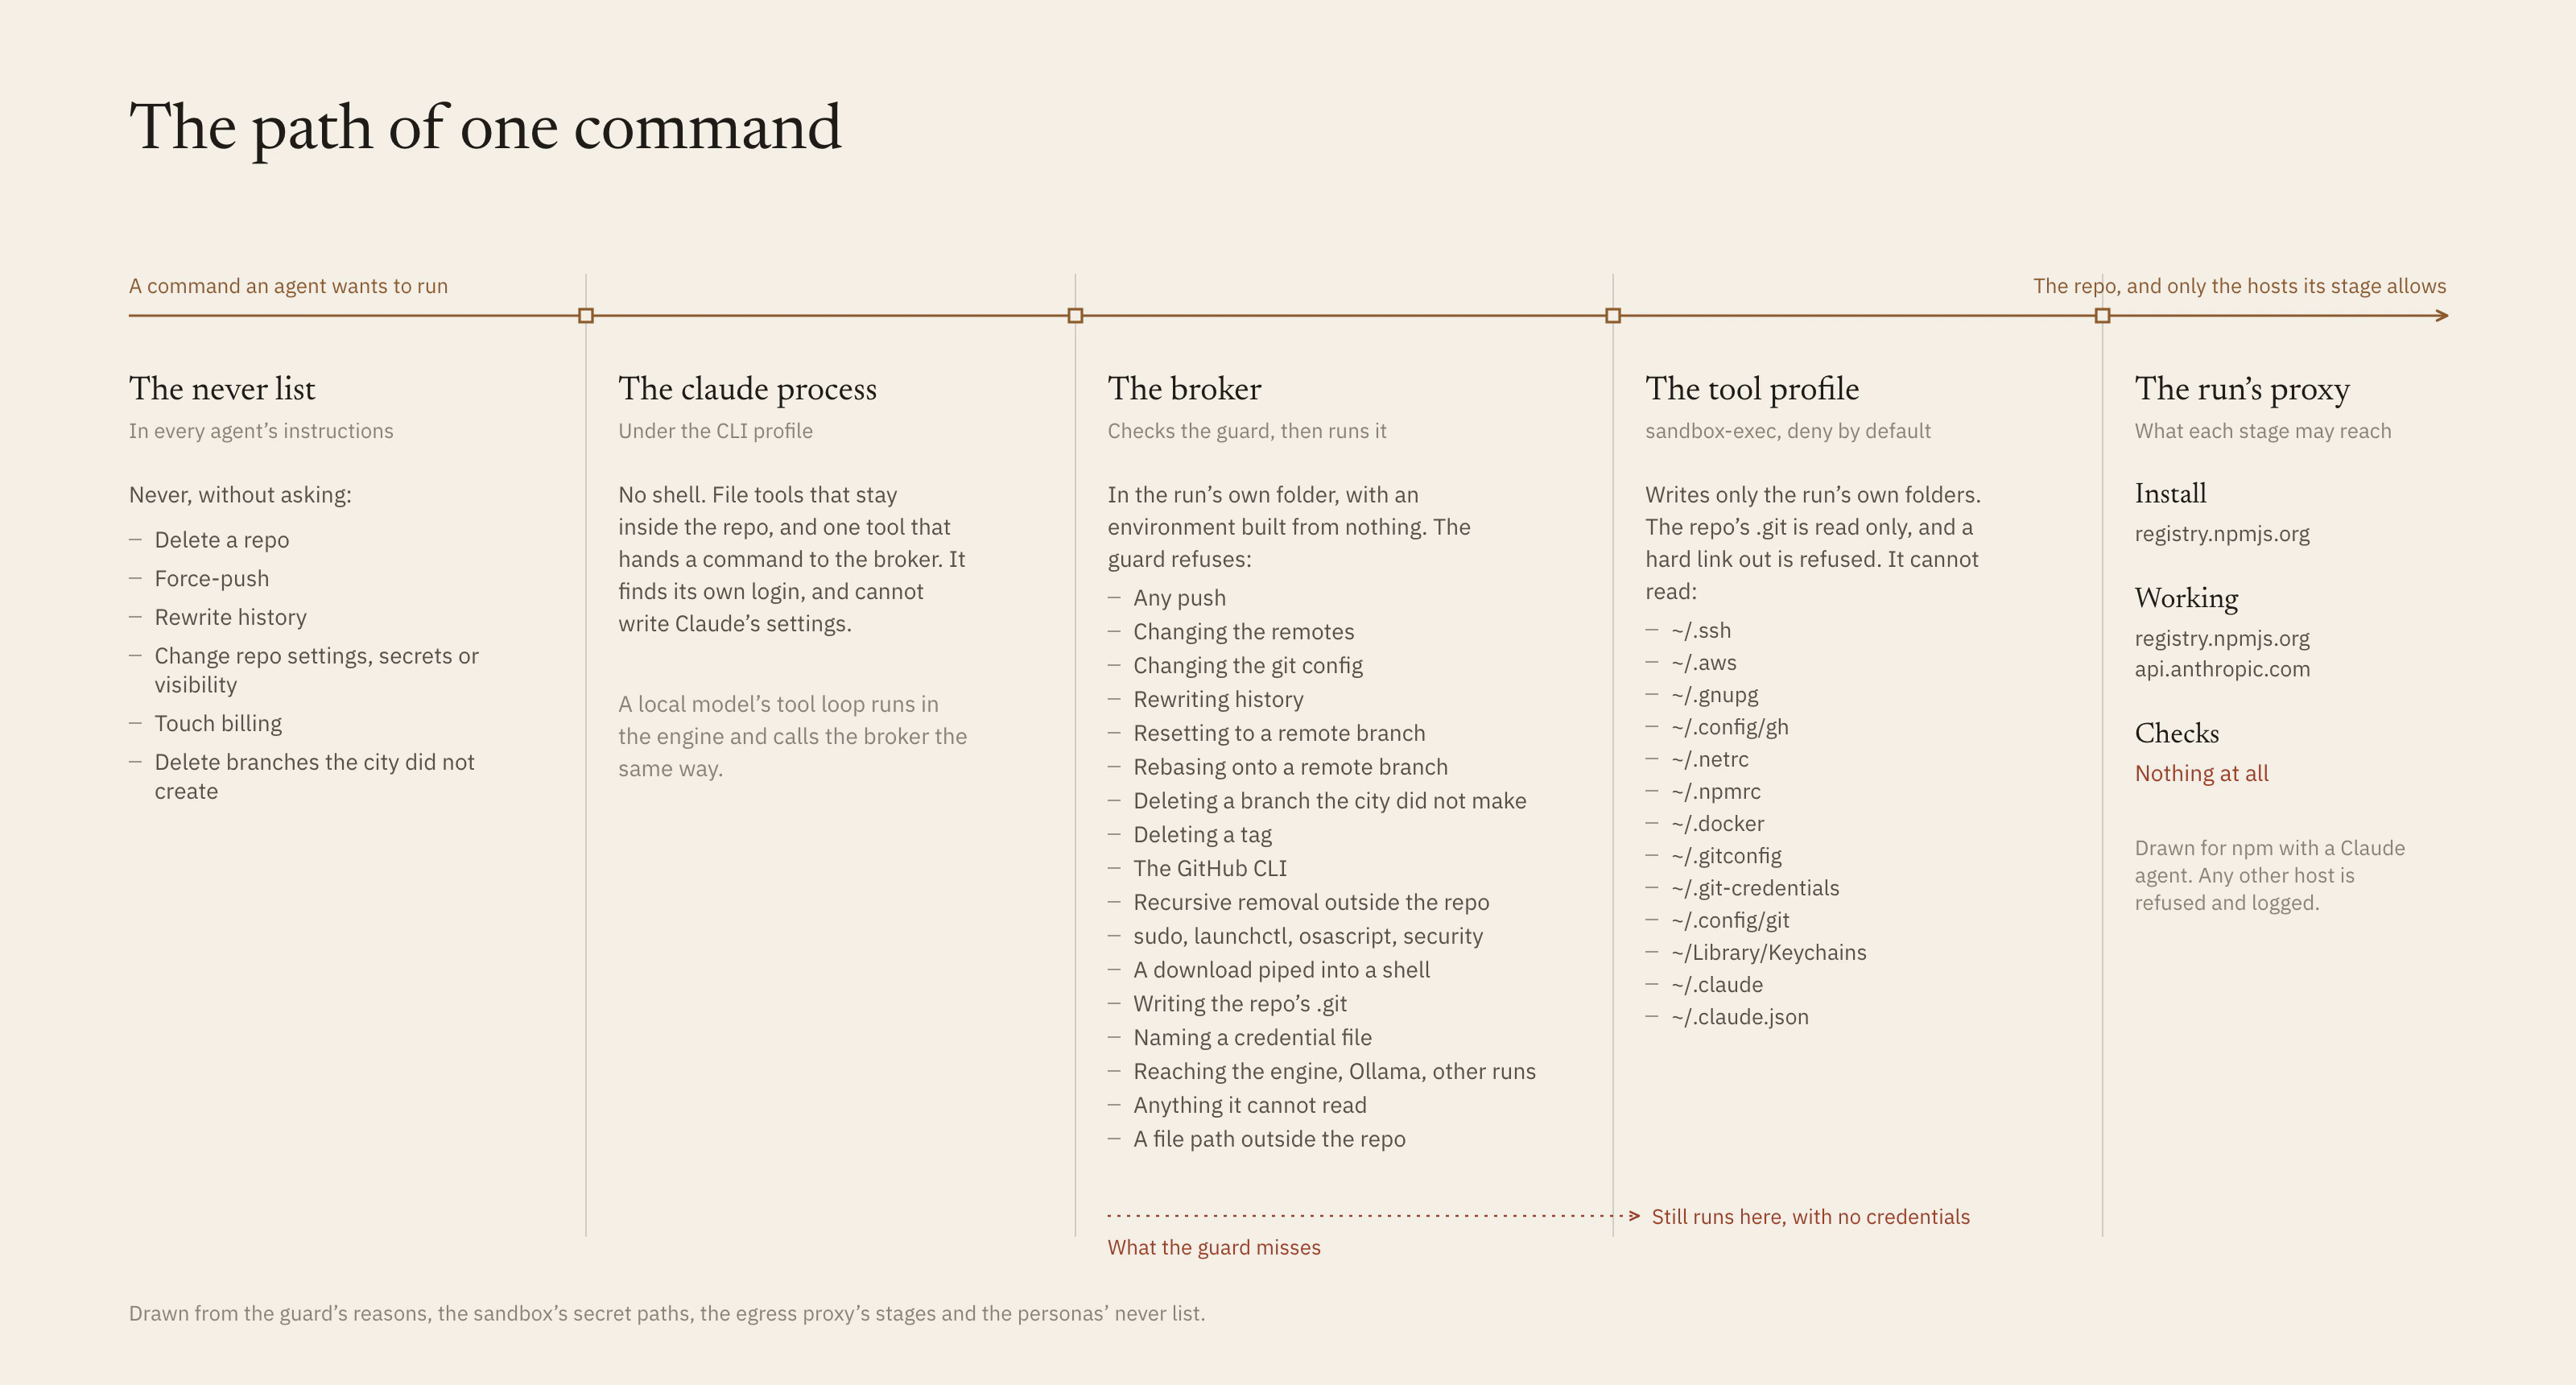 The path of one command
A command an agent wants to run
The repo, and only the hosts its stage allows
The never list
In every agent’s instructions
Never, without asking:
– Delete a repo
– Force-push
– Rewrite history
– Change repo settings, secrets or
visibility
– Touch billing
– Delete branches the city did not
create
The claude process
Under the CLI profile
No shell. File tools that stay
inside the repo, and one tool that
hands a command to the broker. It
finds its own login, and cannot
write Claude’s settings.
A local model’s tool loop runs in
the engine and calls the broker the
same way.
The broker
Checks the guard, then runs it
In the run’s own folder, with an
environment built from nothing. The
guard refuses:
– Any push
– Changing the remotes
– Changing the git config
– Rewriting history
– Resetting to a remote branch
– Rebasing onto a remote branch
– Deleting a branch the city did not make
– Deleting a tag
– The GitHub CLI
– Recursive removal outside the repo
– sudo, launchctl, osascript, security
– A download piped into a shell
– Writing the repo’s .git
– Naming a credential file
– Reaching the engine, Ollama, other runs
– Anything it cannot read
– A file path outside the repo
What the guard misses
The tool profile
sandbox-exec, deny by default
Writes only the run’s own folders.
The repo’s .git is read only, and a
hard link out is refused. It cannot
read:
– ~/.ssh
– ~/.aws
– ~/.gnupg
– ~/.config/gh
– ~/.netrc
– ~/.npmrc
– ~/.docker
– ~/.gitconfig
– ~/.git-credentials
– ~/.config/git
– ~/Library/Keychains
– ~/.claude
– ~/.claude.json
Still runs here, with no credentials
The run’s proxy
What each stage may reach
Install
registry.npmjs.org
Working
registry.npmjs.org
api.anthropic.com
Checks
Nothing at all
Drawn for npm with a Claude
agent. Any other host is
refused and logged.
Drawn from the guard’s reasons, the sandbox’s secret paths, the egress proxy’s stages and the personas’ never list.